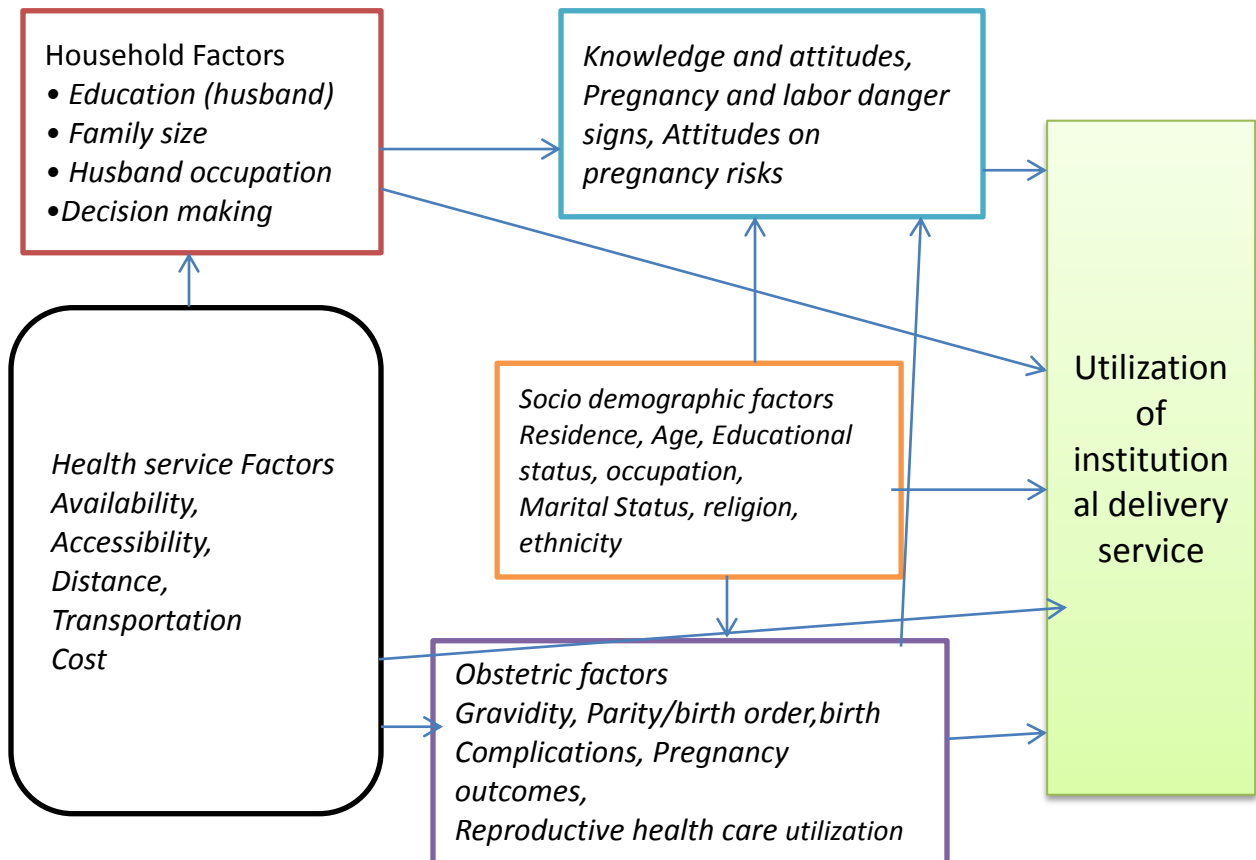 Household Factors
• Education (husband)
• Family size
• Husband occupation
•Decision making
Knowledge and attitudes,
Pregnancy and labor danger
signs, Attitudes on
pregnancy risks
Health service Factors
Availability,
Accessibility,
Distance,
Transportation
Cost
Socio demographic factors
Residence, Age, Educational
status, occupation,
Marital Status, religion,
ethnicity
Obstetric factors
Gravidity, Parity/birth order,birth
Complications, Pregnancy
outcomes,
Reproductive health care utilization
Utilization
of
institution
al delivery
service